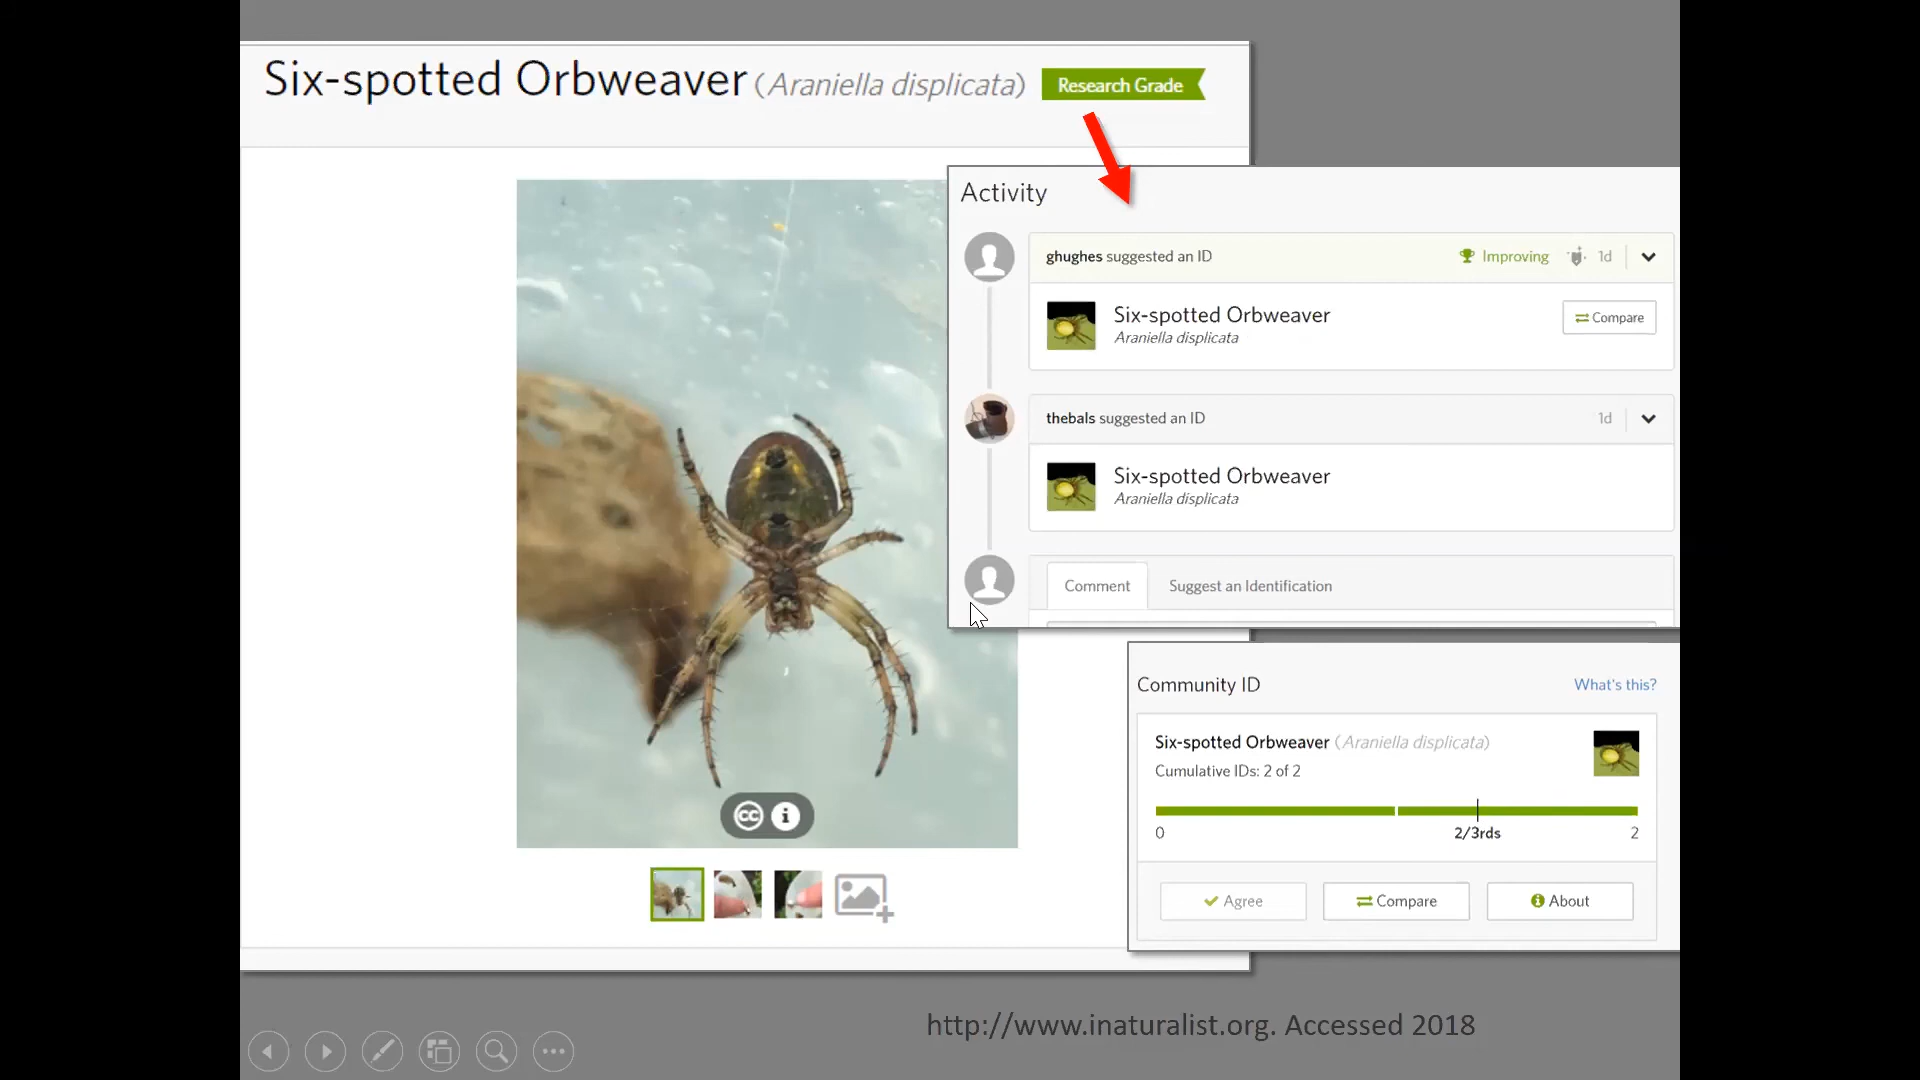 Six-spotted Orbweaver (Araniella displicata) Research Grade
Activity
ghughes suggested an ID Improving 1d
Six-spotted Orbweaver Compare
Araniella displicata
thebals suggested an ID 1d
Six-spotted Orbweaver
Araniella displicata
Comment Suggest an Identification
cc i
Community ID What's this?
Six-spotted Orbweaver (Araniella displicata)
Cumulative IDs: 2 of 2
0 2/3rds 2
Agree Compare About
http://www.inaturalist.org. Accessed 2018